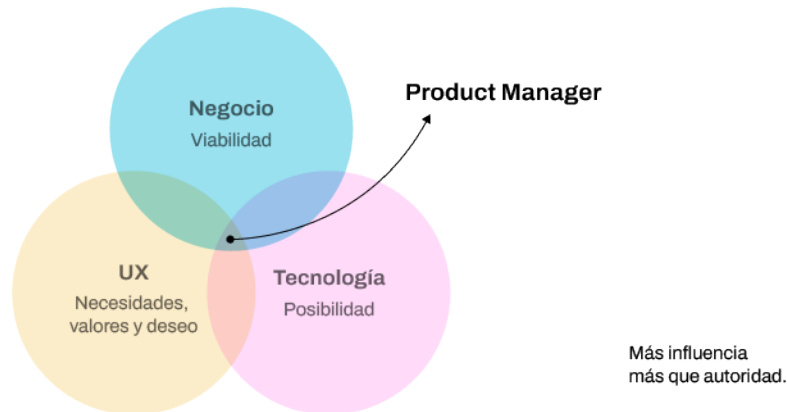 Negocio
Viabilidad
Product Manager
UX
Necesidades,
valores y deseo
Tecnología
Posibilidad
Más influencia
más que autoridad.